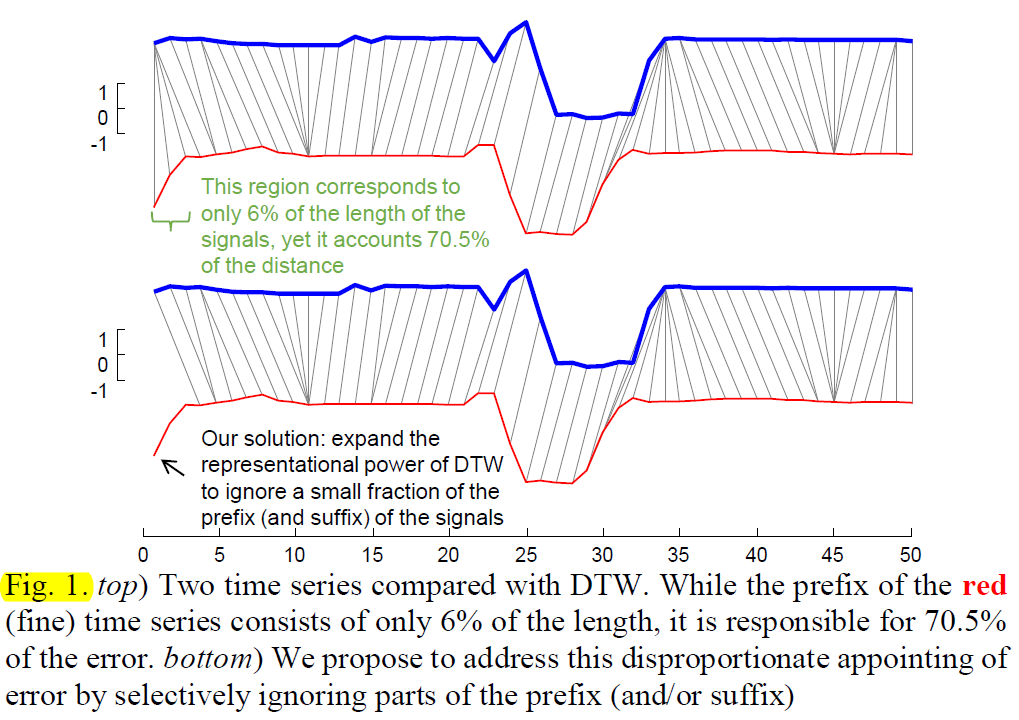 1
0
-1
This region corresponds to
only 6% of the length of the
signals, yet it accounts 70.5%
of the distance
1
0
-1
Our solution: expand the
representational power of DTW
to ignore a small fraction of the
prefix (and suffix) of the signals
0 5 10 15 20 25 30 35 40 45 50
Fig. 1. top) Two time series compared with DTW. While the prefix of the red
(fine) time series consists of only 6% of the length, it is responsible for 70.5%
of the error. bottom) We propose to address this disproportionate appointing of
error by selectively ignoring parts of the prefix (and/or suffix)